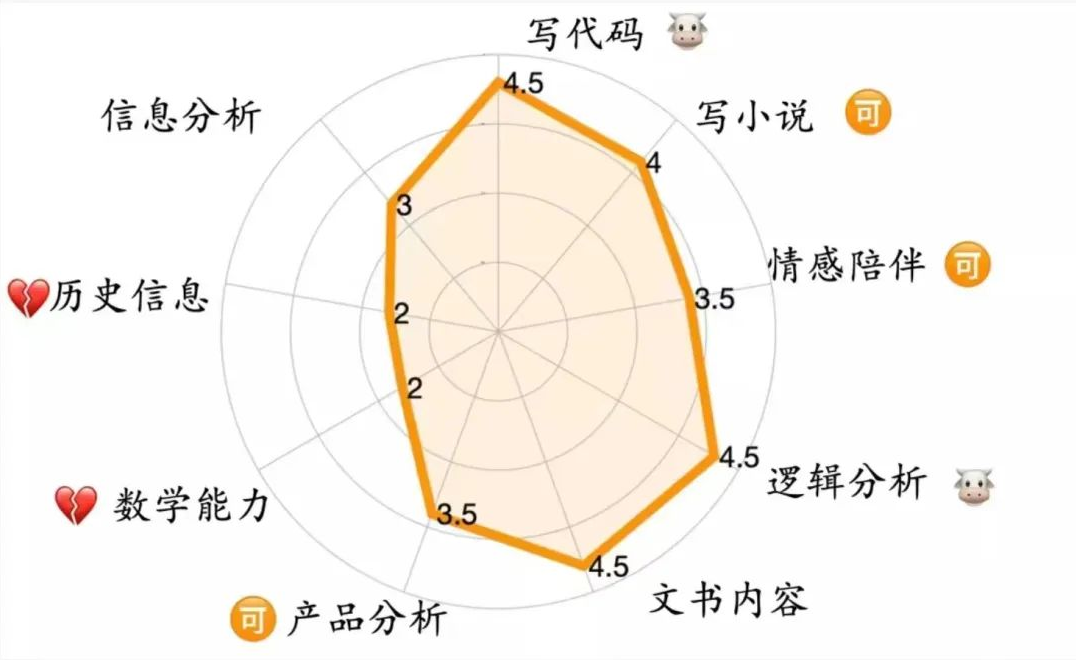 写代码 🐮
4.5
信息分析
写小说 🉑
4
3
情感陪伴 🉑
💔历史信息
3.5
2
2
4.5
逻辑分析 🐮
💔 数学能力
3.5
4.5
文书内容
🉑 产品分析